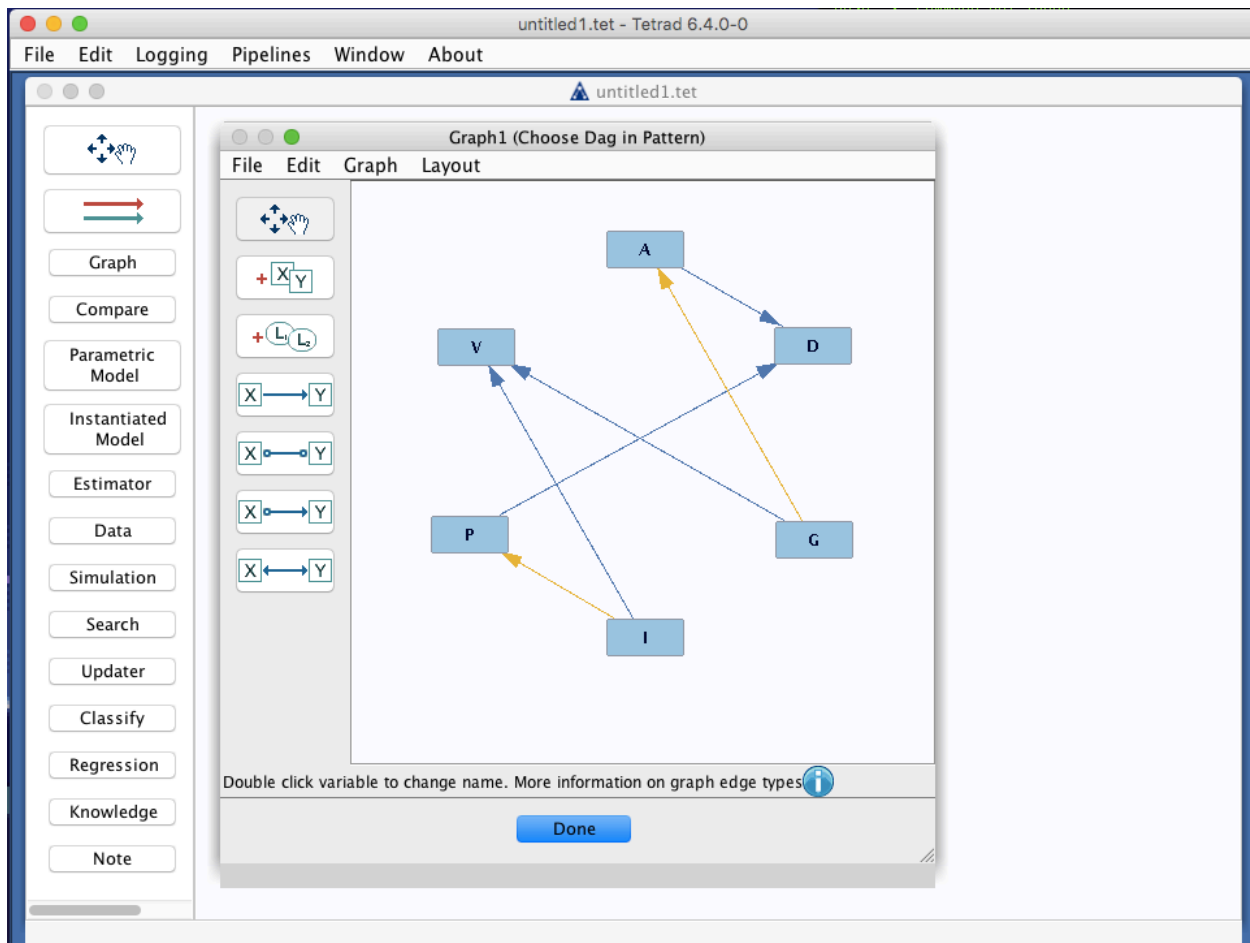 untitled1.tet - Tetrad 6.4.0-0
File Edit Logging Pipelines Window About
untitled1.tet
Graph
Compare
Parametric
Model
Instantiated
Model
Estimator
Data
Simulation
Search
Updater
Classify
Regression
Knowledge
Note
Graph1 (Choose Dag in Pattern)
File Edit Graph Layout
+ X Y
+ L₁ L₂
X Y
X Y
X Y
X Y
A
V
D
P
G
I
Double click variable to change name. More information on graph edge types
i
Done